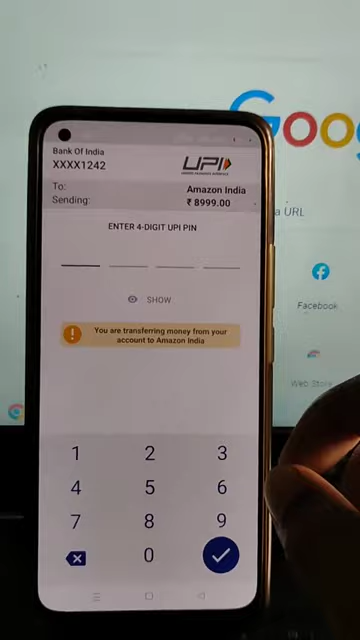 Goo
a URL
Facebook
Web Store
Bank Of India
XXXX1242
UPI
UNIFIED PAYMENTS INTERFACE
To:
Amazon India
Sending:
₹ 8999.00
ENTER 4-DIGIT UPI PIN
SHOW
!
You are transferring money from your
account to Amazon India
1 2 3
4 5 6
7 8 9
0